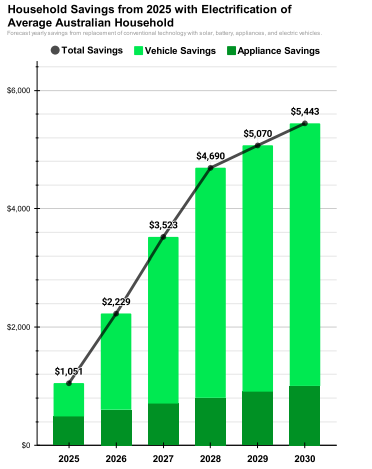 Household Savings from 2025 with Electrification of
Average Australian Household
Forecast yearly savings from replacement of conventional technology with solar, battery, appliances, and electric vehicles.
Total Savings Vehicle Savings Appliance Savings
$6,000
$5,443
$5,070
$4,690
$4,000
$3,523
$2,229
$2,000
$1,051
$0
2025 2026 2027 2028 2029 2030